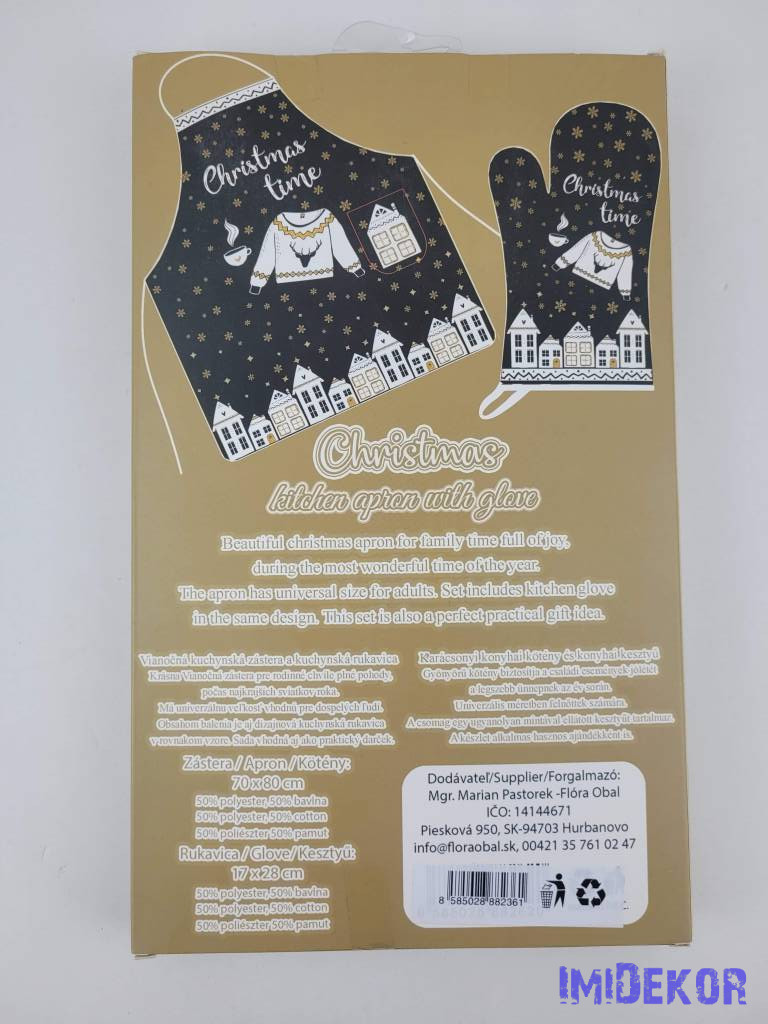 Christmas
time
Christmas
time
Christmas
kitchen apron with glove
Beautiful christmas apron for family time full of joy,
during the most wonderful time of the year.
The apron has universal size for adults. Set includes kitchen glove
in the same design. This set is also a perfect practical gift idea.
Vianočná kuchynská zástera a kuchynská rukavica
Krásna Vianočná zástera pre rodinné chvíle plné pohody,
počas najkrajších sviatkov roka.
Má univerzálnu veľkosť vhodnú pre dospelých ľudí.
Obsahom balenia je aj dizajnová kuchynská rukavica
v rovnakom vzore. Sada vhodná aj ako praktický darček.
Karácsonyi konyhai kötény és konyhai kesztyű
Gyönyörű kötény biztosítja a családi események jólétét
a legszebb ünnepnek az év során.
Univerzális méretben felnőttek számára.
A csomag egy ugyanolyan mintával ellátott kesztyűt tartalmaz.
A készlet alkalmas hasznos ajándékként is.
Zástera / Apron / Kötény:
70 x 80 cm
50% polyester, 50% bavlna
50% polyester, 50% cotton
50% poliészter 50% pamut
Rukavica / Glove/ Kesztyű:
17 x 28 cm
50% polyester, 50% bavlna
50% polyester, 50% cotton
50% poliészter 50% pamut
Dodávateľ/Supplier/Forgalmazó:
Mgr. Marian Pastorek -Flóra Obal
IČO: 14144671
Piesková 950, SK-94703 Hurbanovo
info@floraobal.sk, 00421 35 761 02 47
8 585028 882361
IMIDEKOR